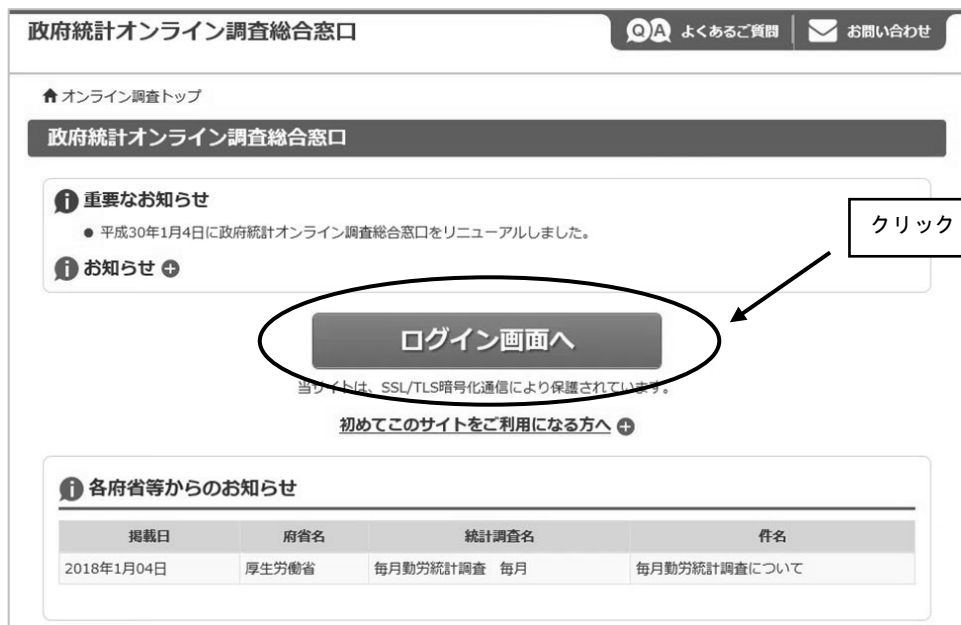 政府統計オンライン調査総合窓口
QA よくあるご質問 お問い合わせ
オンライン調査トップ
政府統計オンライン調査総合窓口
重要なお知らせ
● 平成30年1月4日に政府統計オンライン調査総合窓口をリニューアルしました。
クリック
お知らせ
ログイン画面へ
当サイトは、SSL/TLS暗号化通信により保護されています。
初めてこのサイトをご利用になる方へ
各府省等からのお知らせ
掲載日 府省名 統計調査名 件名
2018年1月04日 厚生労働省 毎月勤労統計調査 毎月 毎月勤労統計調査について